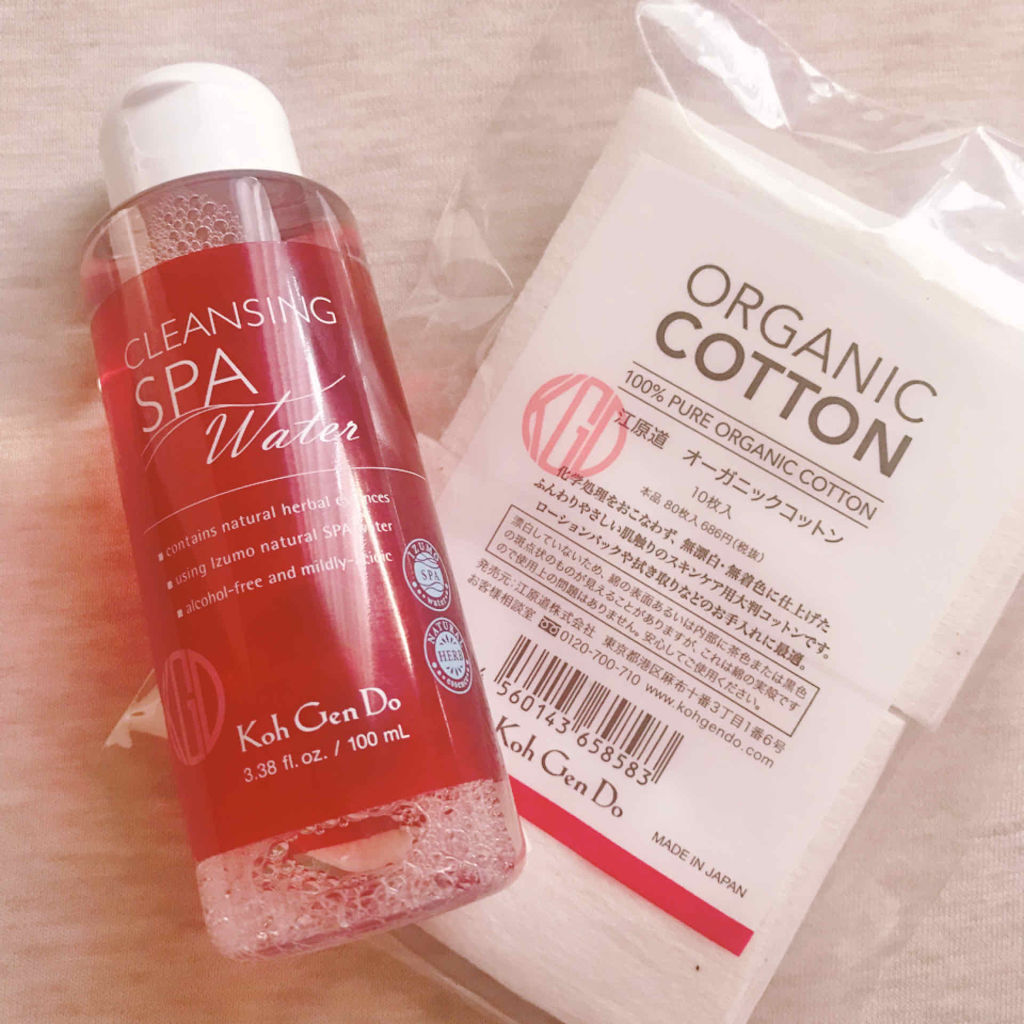 CLEANSING
SPA
Water
contains natural herbal essences
using Izumo natural SPA water
alcohol-free and mildly-acidic
IZUMO
SPA
water
NATURAL
HERB
essence
KGD
Koh Gen Do
3.38 fl. oz. / 100 mL
ORGANIC
COTTON
100% PURE ORGANIC COTTON
KGD
江原道 オーガニックコットン
10枚入
本品 80枚入 686円(税抜)
化学処理をおこなわず、無漂白・無着色に仕上げた
ふんわりやさしい肌触りのスキンケア用大判コットンです。
ローションパックや拭き取りなどのお手入れに最適。
漂白していないため、綿の表面あるいは内部に茶色または黒色
の斑点状のものが見えることがありますが、これは綿の実殻です
ので使用上の問題はありません。安心してご使用ください。
発売元:江原道株式会社 東京都港区麻布十番3丁目1番6号
お客様相談室 0120-700-710 www.kohgendo.com
4 560143 658583
Koh Gen Do
MADE IN JAPAN